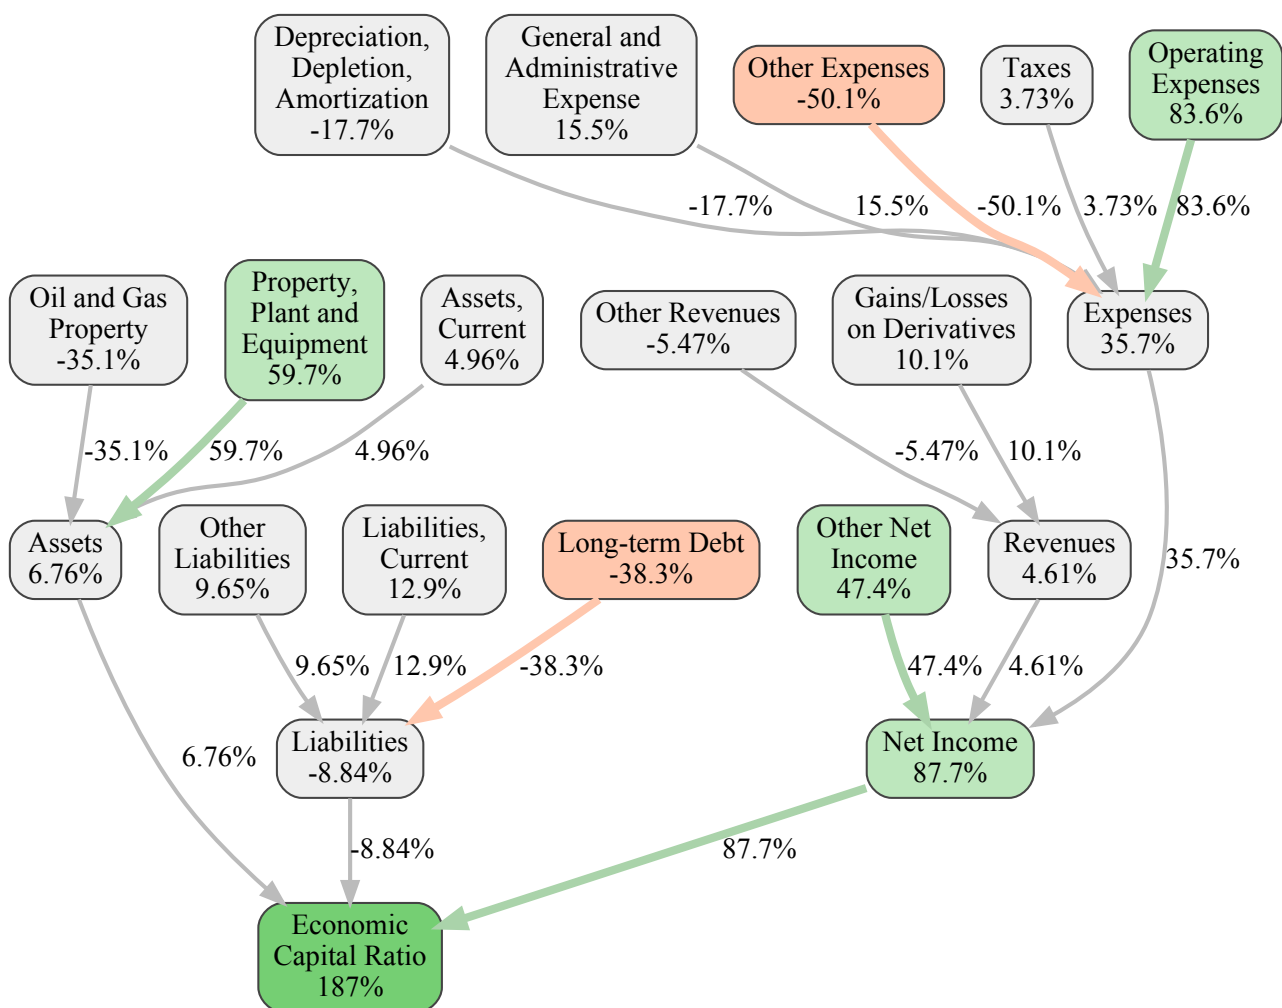 Depreciation,
Depletion,
Amortization
-17.7%
General and
Administrative
Expense
15.5%
Other Expenses
-50.1%
Taxes
3.73%
Operating
Expenses
83.6%
-17.7%
15.5%
-50.1%
3.73%
83.6%
Oil and Gas
Property
-35.1%
Property,
Plant and
Equipment
59.7%
Assets,
Current
4.96%
Other Revenues
-5.47%
Gains/Losses
on Derivatives
10.1%
Expenses
35.7%
-35.1%
59.7%
4.96%
-5.47%
10.1%
35.7%
Assets
6.76%
Other
Liabilities
9.65%
Liabilities,
Current
12.9%
Long-term Debt
-38.3%
Other Net
Income
47.4%
Revenues
4.61%
9.65%
12.9%
-38.3%
47.4%
4.61%
6.76%
Liabilities
-8.84%
Net Income
87.7%
-8.84%
87.7%
Economic
Capital Ratio
187%